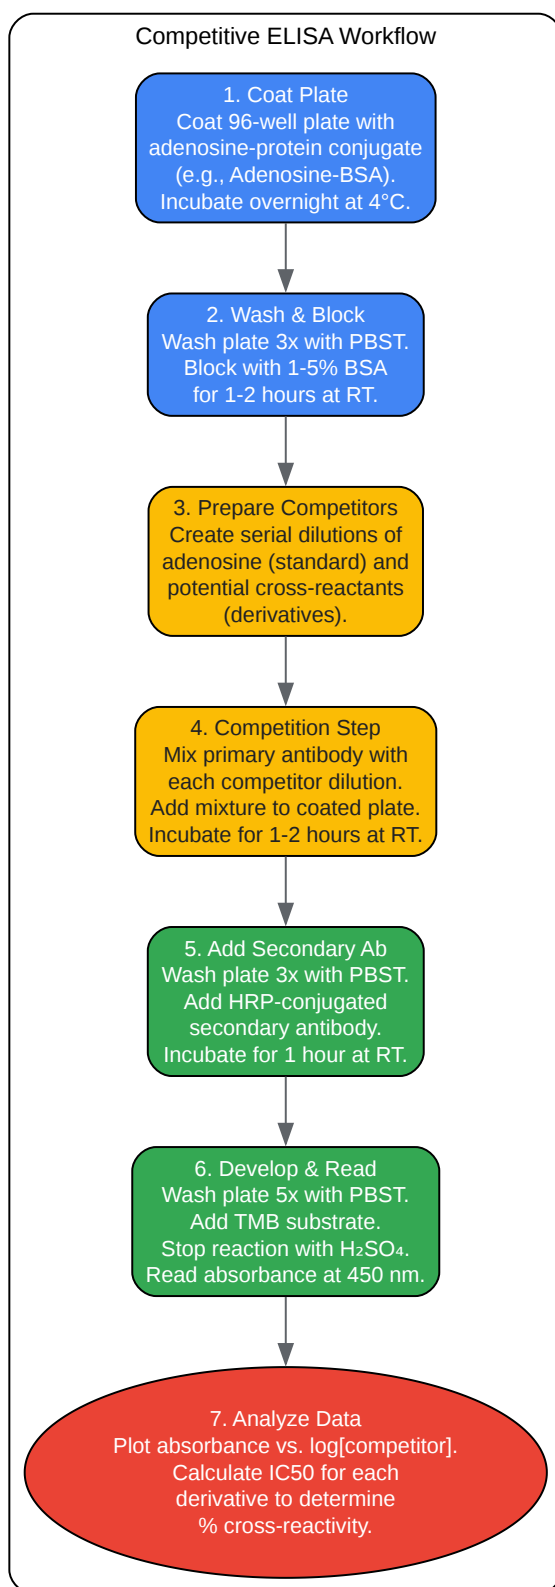 Competitive ELISA Workflow
1. Coat Plate
Coat 96-well plate with
adenosine-protein conjugate
(e.g., Adenosine-BSA).
Incubate overnight at 4°C.
2. Wash & Block
Wash plate 3x with PBST.
Block with 1-5% BSA
for 1-2 hours at RT.
3. Prepare Competitors
Create serial dilutions of
adenosine (standard) and
potential cross-reactants
(derivatives).
4. Competition Step
Mix primary antibody with
each competitor dilution.
Add mixture to coated plate.
Incubate for 1-2 hours at RT.
5. Add Secondary Ab
Wash plate 3x with PBST.
Add HRP-conjugated
secondary antibody.
Incubate for 1 hour at RT.
6. Develop & Read
Wash plate 5x with PBST.
Add TMB substrate.
Stop reaction with H₂SO₄.
Read absorbance at 450 nm.
7. Analyze Data
Plot absorbance vs. log[competitor].
Calculate IC50 for each
derivative to determine
% cross-reactivity.